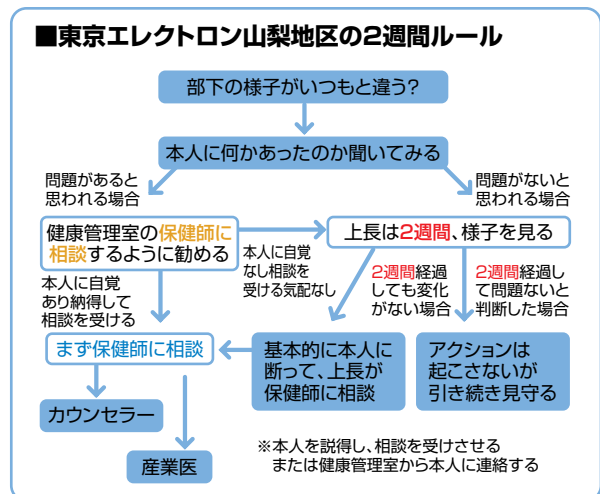 ■東京エレクトロン山梨地区の2週間ルール
部下の様子がいつもと違う?
本人に何かあったのか聞いてみる
問題があると
思われる場合
問題がないと
思われる場合
健康管理室の保健師に
相談するように勧める
上長は2週間、様子を見る
本人に自覚
なし相談を
受ける気配なし
本人に自覚
あり納得して
相談を受ける
2週間経過
しても変化
がない場合
2週間経過し
て問題ないと
判断した場合
まず保健師に相談
基本的に本人に
断って、上長が
保健師に相談
アクションは
起こさないが
引き続き見守る
カウンセラー
産業医
※本人を説得し、相談を受けさせる
または健康管理室から本人に連絡する